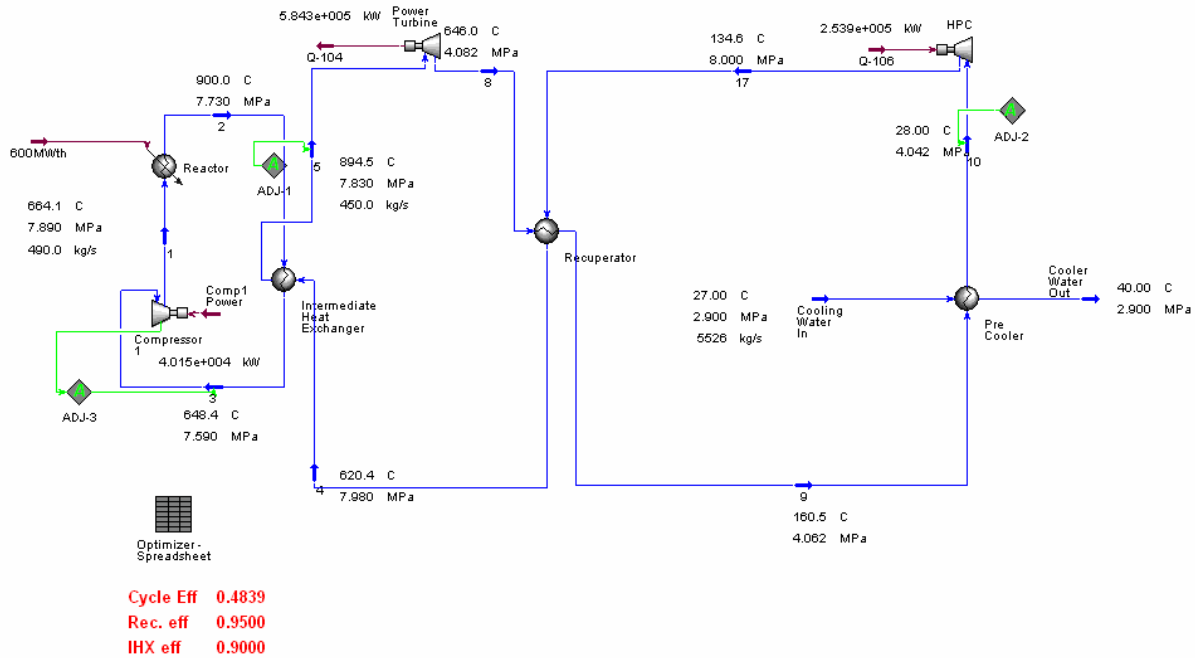 5.843e+005 kW
Power
Turbine
646.0 C
4.082 MPa
Q-104
8
134.6 C
8.000 MPa
17
2.539e+005 kW
HPC
Q-106
900.0 C
7.730 MPa
2
600MWth
Reactor
A
ADJ-1
5
894.5 C
7.830 MPa
450.0 kg/s
28.00 C
4.042 MPa
10
A
ADJ-2
664.1 C
7.890 MPa
490.0 kg/s
1
Recuperator
Comp1
Power
Compressor
1
4.015e+004 kW
Intermediate
Heat
Exchanger
27.00 C
2.900 MPa
5526 kg/s
Cooling
Water
In
Pre
Cooler
Cooler
Water
Out
40.00 C
2.900 MPa
A
ADJ-3
3
648.4 C
7.590 MPa
4
620.4 C
7.980 MPa
9
160.5 C
4.062 MPa
Optimizer-
Spreadsheet
Cycle Eff 0.4839
Rec. eff 0.9500
IHX eff 0.9000